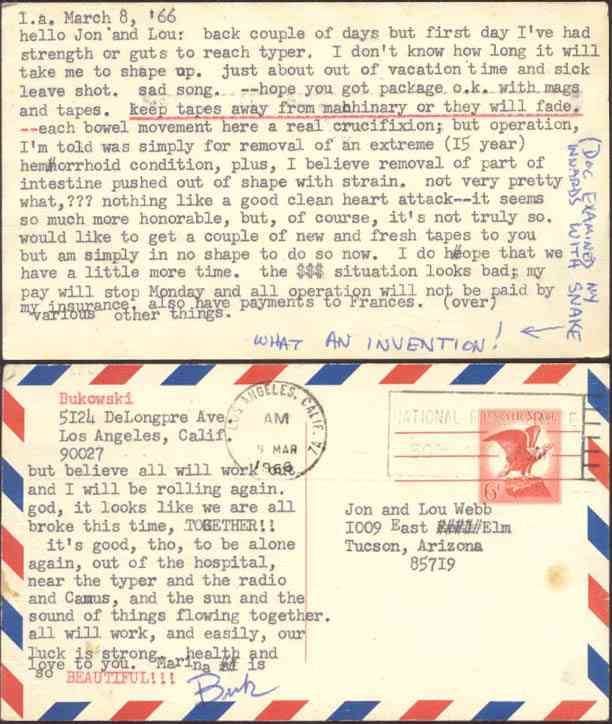 l.a. March 8, '66
hello Jon and Lou: back couple of days but first day I've had
strength or guts to reach typer. I don't know how long it will
take me to shape up. just about out of vacation time and sick
leave shot. sad song. --hope you got package o.k. with mags
and tapes. keep tapes away from machinary or they will fade.
--each bowel movement here a real crucifixion; but operation,
I'm told was simply for removal of an extreme (I5 year)
hemmorrhoid condition, plus, I believe removal of part of
intestine pushed out of shape with strain. not very pretty
what,??? nothing like a good clean heart attack--it seems
so much more honorable, but, of course, it's not truly so.
would like to get a couple of new and fresh tapes to you
but am simply in no shape to do so now. I do hope that we
have a little more time. the $$$ situation looks bad; my
pay will stop Monday and all operation will not be paid by
my insurance. also have payments to Frances. (over)
various other things.
(DOC EXAMINED MY
INWARDS WITH SNAKE
WHAT AN INVENTION!
Bukowski
5I24 DeLongpre Ave.
Los Angeles, Calif.
90027
LOS ANGELES, CALIF.
AM
9 MAR
1966
NATIONAL
6¢
but believe all will work out
and I will be rolling again.
god, it looks like we are all
broke this time, TOGETHER!!
it's good, tho, to be alone
again, out of the hospital,
near the typer and the radio
and Camus, and the sun and the
sound of things flowing together.
all will work, and easily, our
luck is strong. health and
love to you. Marina is
so BEAUTIFUL!!!
Buk
Jon and Lou Webb
I009 East Elm
Tucson, Arizona
857I9